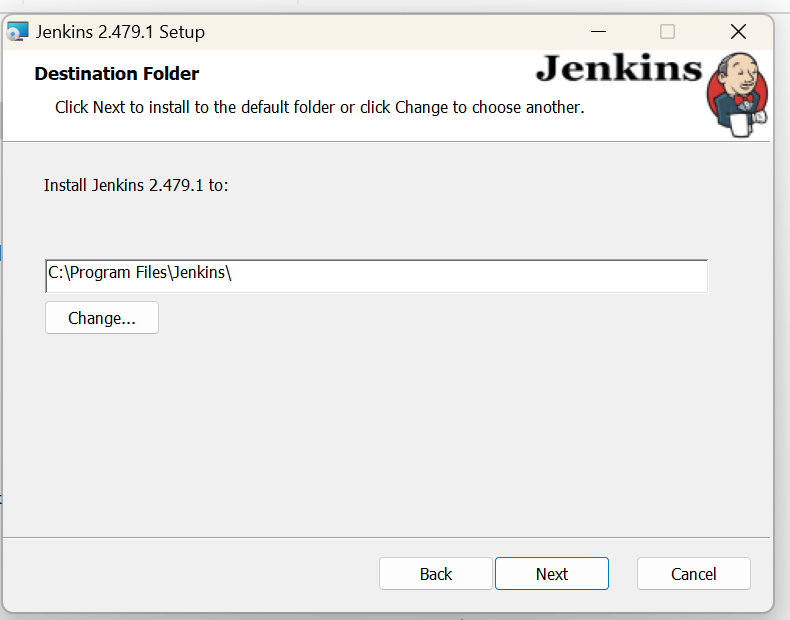 Jenkins 2.479.1 Setup
Destination Folder
Jenkins
Click Next to install to the default folder or click Change to choose another.
Install Jenkins 2.479.1 to:
C:\Program Files\Jenkins\
Change...
Back
Next
Cancel